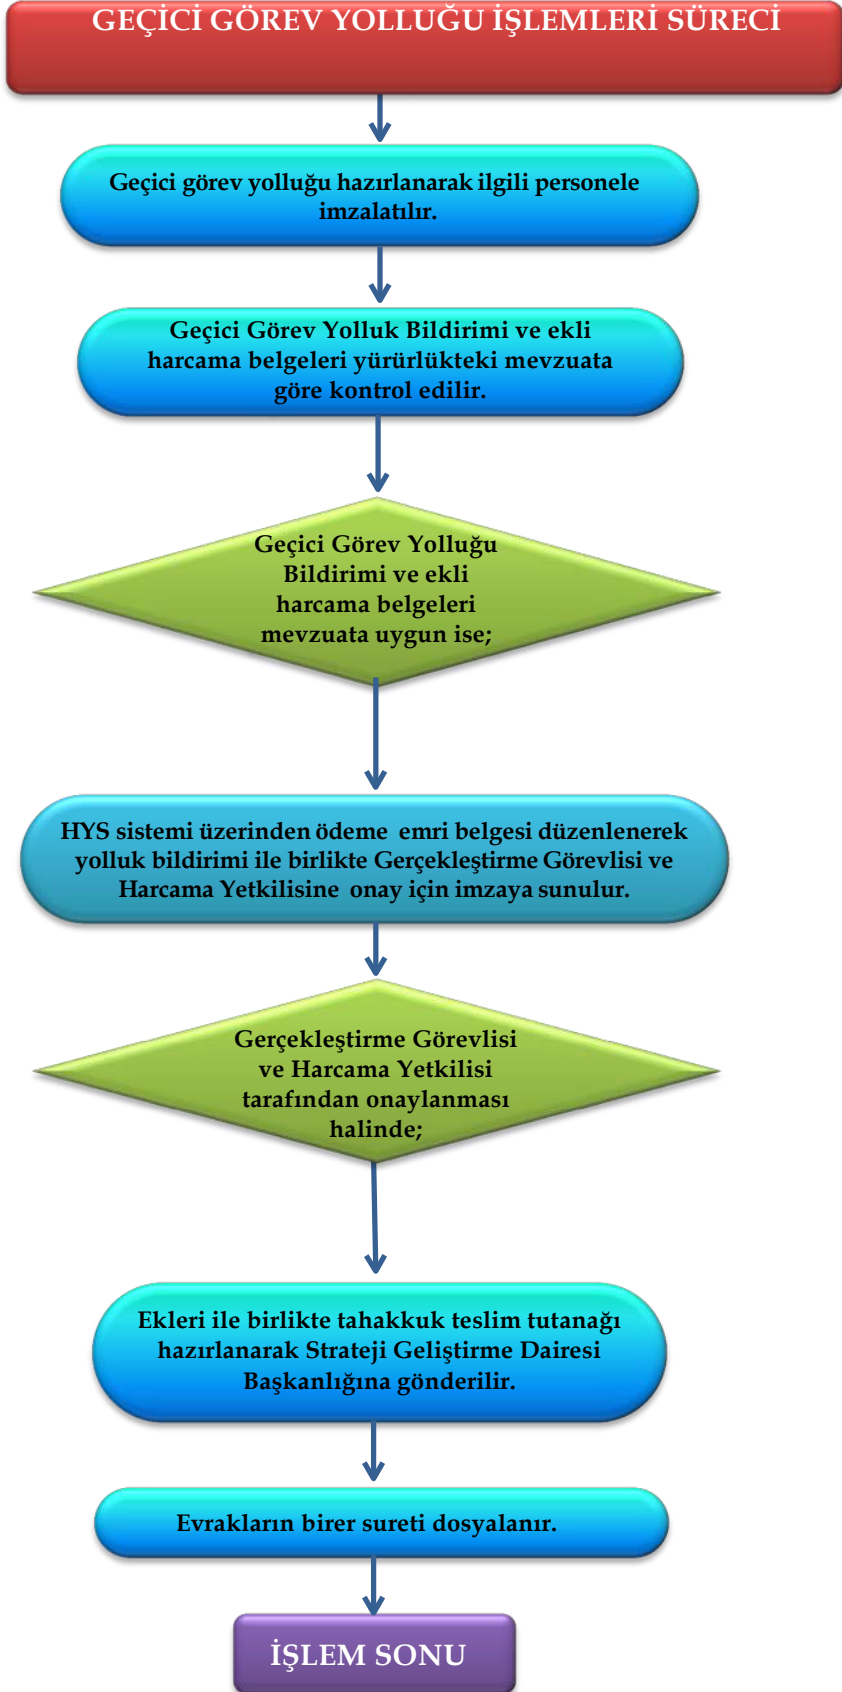 GEÇİCİ GÖREV YOLLUĞU İŞLEMLERİ SÜRECİ
Geçici görev yolluğu hazırlanarak ilgili personele
imzalatılır.
Geçici Görev Yolluk Bildirimi ve ekli
harcama belgeleri yürürlükteki mevzuata
göre kontrol edilir.
Geçici Görev Yolluğu
Bildirimi ve ekli
harcama belgeleri
mevzuata uygun ise;
HYS sistemi üzerinden ödeme emri belgesi düzenlenerek
yolluk bildirimi ile birlikte Gerçekleştirme Görevlisi ve
Harcama Yetkilisine onay için imzaya sunulur.
Gerçekleştirme Görevlisi
ve Harcama Yetkilisi
tarafından onaylanması
halinde;
Ekleri ile birlikte tahakkuk teslim tutanağı
hazırlanarak Strateji Geliştirme Dairesi
Başkanlığına gönderilir.
Evrakların birer sureti dosyalanır.
İŞLEM SONU